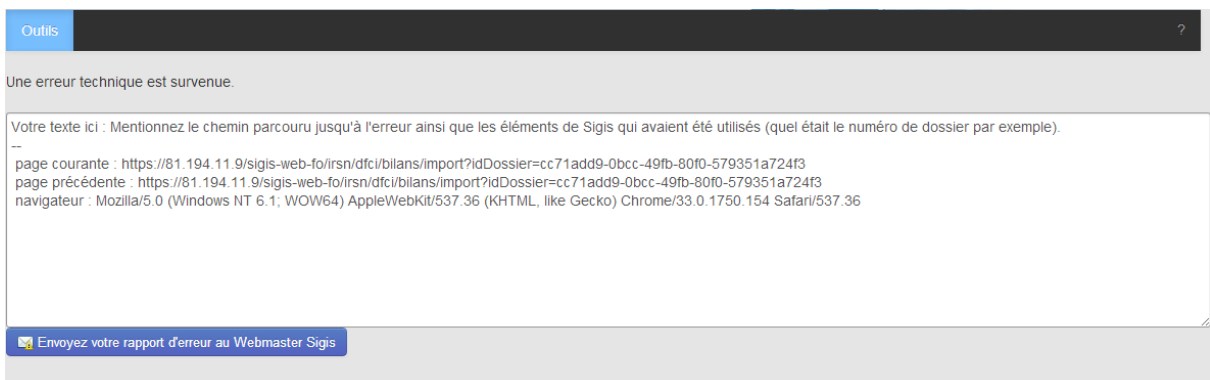 Outils
?
Une erreur technique est survenue.
Votre texte ici : Mentionnez le chemin parcouru jusqu'à l'erreur ainsi que les éléments de Sigis qui avaient été utilisés (quel était le numéro de dossier par exemple).
--
page courante : https://81.194.11.9/sigis-web-fo/irsn/dfci/bilans/import?idDossier=cc71add9-0bcc-49fb-80f0-579351a724f3
page précédente : https://81.194.11.9/sigis-web-fo/irsn/dfci/bilans/import?idDossier=cc71add9-0bcc-49fb-80f0-579351a724f3
navigateur : Mozilla/5.0 (Windows NT 6.1; WOW64) AppleWebKit/537.36 (KHTML, like Gecko) Chrome/33.0.1750.154 Safari/537.36
Envoyez votre rapport d'erreur au Webmaster Sigis